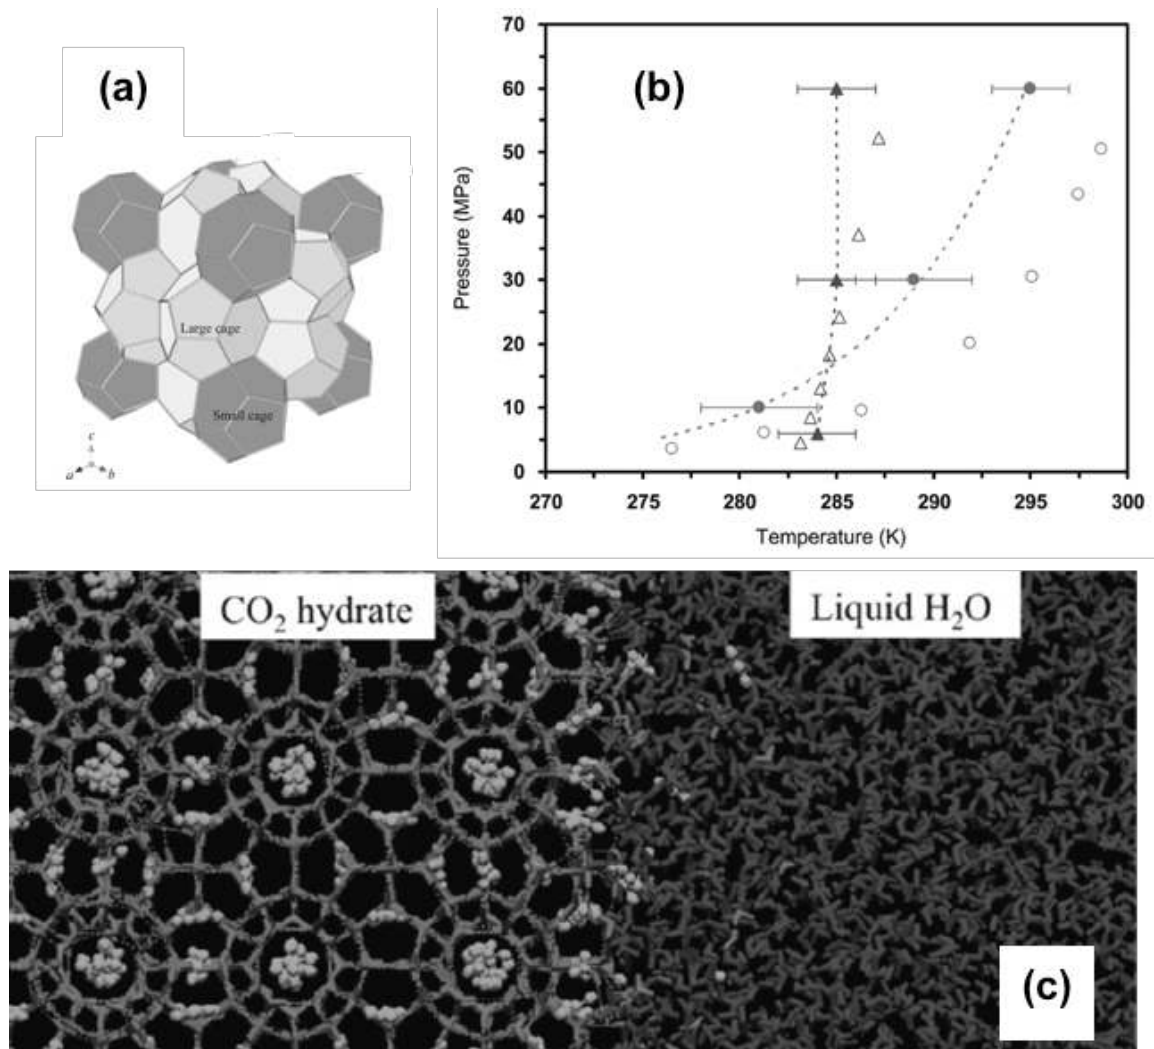 (a)
Large cage
Small cage
c
a
b
(b)
Pressure (MPa)
70
60
50
40
30
20
10
0
270 275 280 285 290 295 300
Temperature (K)
CO₂ hydrate
Liquid H₂O
(c)